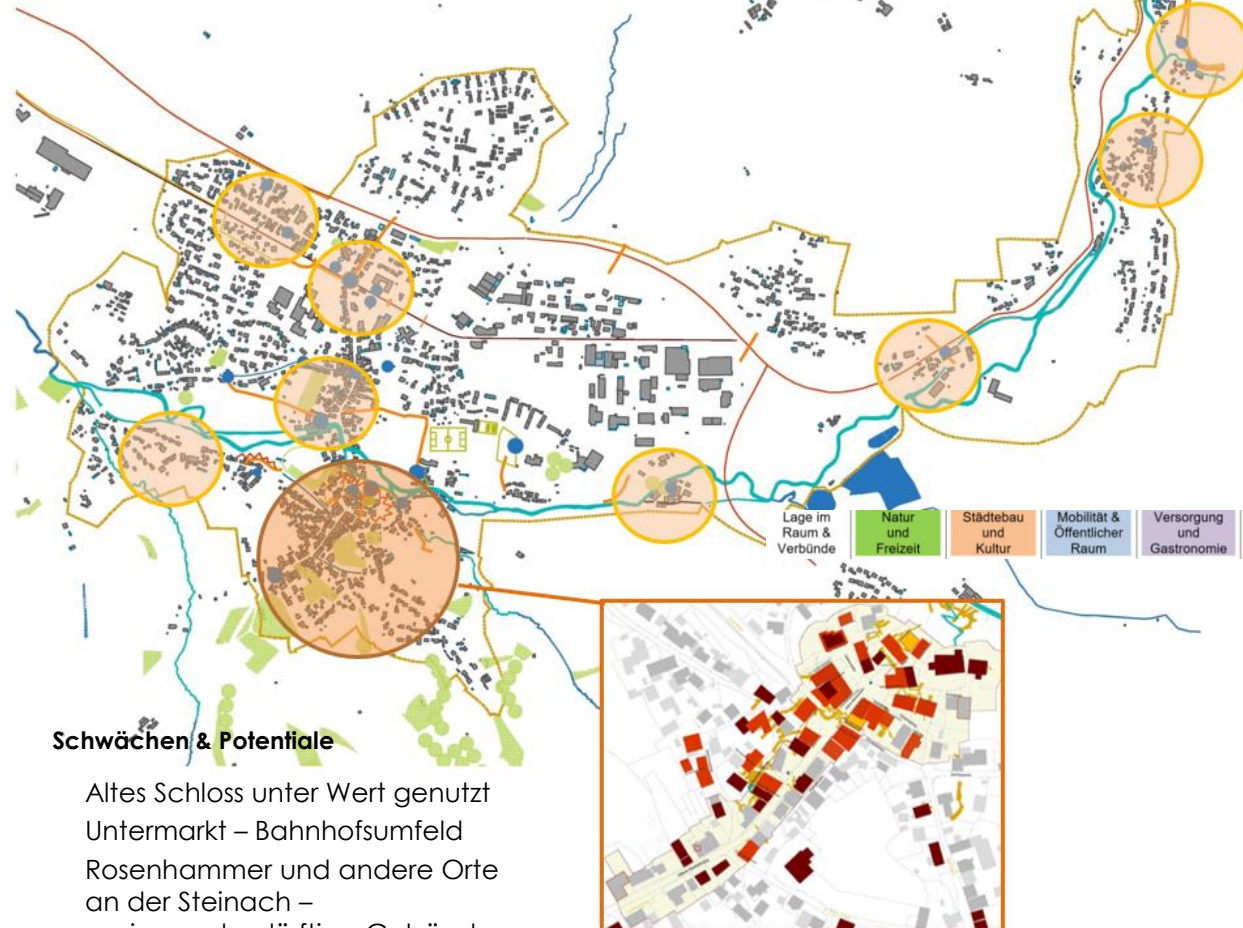 Lage im
Raum &
Verbünde
Natur
und
Freizeit
Städtebau
und
Kultur
Mobilität &
Öffentlicher
Raum
Versorgung
und
Gastronomie
Schwächen & Potentiale
Altes Schloss unter Wert genutzt
Untermarkt – Bahnhofsumfeld
Rosenhammer und andere Orte
an der Steinach –